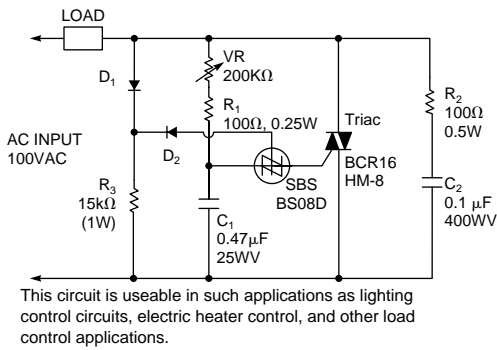 LOAD
VR
200KΩ
D1
R1
100Ω, 0.25W
Triac
R2
100Ω
0.5W
AC INPUT
100VAC
D2
BCR16
HM-8
SBS
BS08D
R3
15kΩ
(1W)
C1
0.47μF
25WV
C2
0.1 μF
400WV
This circuit is useable in such applications as lighting
control circuits, electric heater control, and other load
control applications.